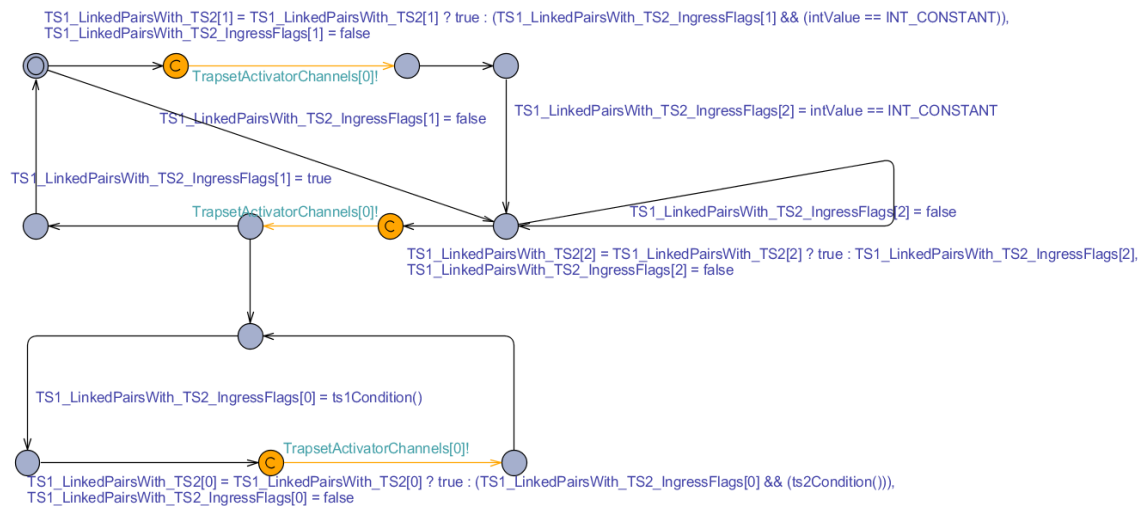 TS1_LinkedPairsWith_TS2[1] = TS1_LinkedPairsWith_TS2[1] ? true : (TS1_LinkedPairsWith_TS2_IngressFlags[1] && (intValue == INT_CONSTANT)),
TS1_LinkedPairsWith_TS2_IngressFlags[1] = false
C
TrapsetActivatorChannels[0]!
TS1_LinkedPairsWith_TS2_IngressFlags[2] = intValue == INT_CONSTANT
TS1_LinkedPairsWith_TS2_IngressFlags[1] = false
TS1_LinkedPairsWith_TS2_IngressFlags[1] = true
TrapsetActivatorChannels[0]!
TS1_LinkedPairsWith_TS2_IngressFlags[2] = false
C
TS1_LinkedPairsWith_TS2[2] = TS1_LinkedPairsWith_TS2[2] ? true : TS1_LinkedPairsWith_TS2_IngressFlags[2],
TS1_LinkedPairsWith_TS2_IngressFlags[2] = false
TS1_LinkedPairsWith_TS2_IngressFlags[0] = ts1Condition()
TrapsetActivatorChannels[0]!
C
TS1_LinkedPairsWith_TS2[0] = TS1_LinkedPairsWith_TS2[0] ? true : (TS1_LinkedPairsWith_TS2_IngressFlags[0] && (ts2Condition())),
TS1_LinkedPairsWith_TS2_IngressFlags[0] = false